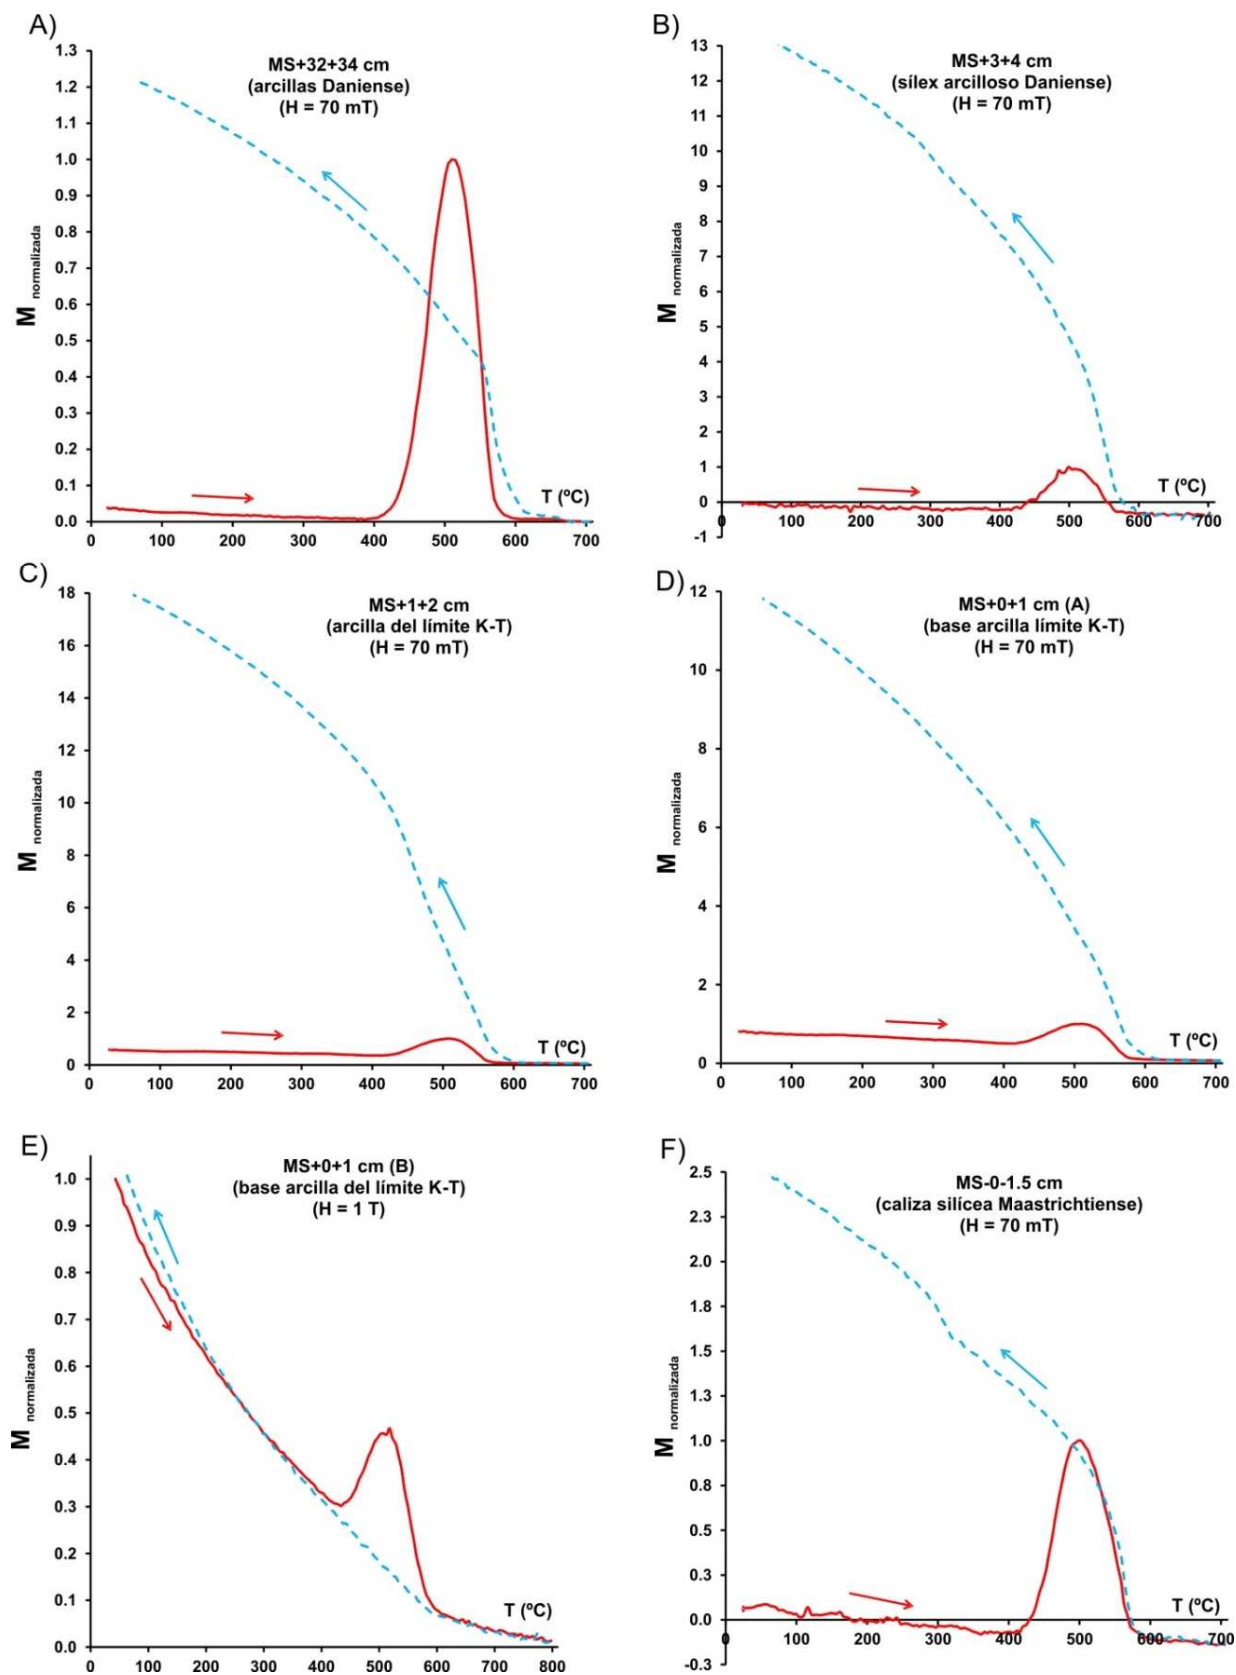 A)
MS+32+34 cm
(arcillas Daniense)
(H = 70 mT)
1.3
1.2
1.1
1.0
0.9
0.8
0.7
0.6
0.5
0.4
0.3
0.2
0.1
0.0
M normalizada
T (ºC)
0 100 200 300 400 500 600 700
B)
MS+3+4 cm
(sílex arcilloso Daniense)
(H = 70 mT)
13
12
11
10
13
9
8
7
6
5
4
3
2
1
0
-1
M normalizada
T (ºC)
0 100 200 300 400 500 600 700
C)
MS+1+2 cm
(arcilla del límite K-T)
(H = 70 mT)
18
16
14
12
10
8
6
4
2
0
M normalizada
T (ºC)
0 100 200 300 400 500 600 700
D)
MS+0+1 cm (A)
(base arcilla límite K-T)
(H = 70 mT)
12
10
8
6
4
2
0
M normalizada
T (ºC)
0 100 200 300 400 500 600 700
E)
MS+0+1 cm (B)
(base arcilla del límite K-T)
(H = 1 T)
1.0
0.9
0.8
0.7
0.6
0.5
0.4
0.3
0.2
0.1
0.0
M normalizada
T (ºC)
0 100 200 300 400 500 600 700 800
F)
MS-0-1.5 cm
(caliza silícea Maastrichtiense)
(H = 70 mT)
2.5
2.3
2.0
1.8
1.5
1.3
1.0
0.8
0.5
0.3
0.0
-0.3
M normalizada
T (ºC)
0 100 200 300 400 500 600 700